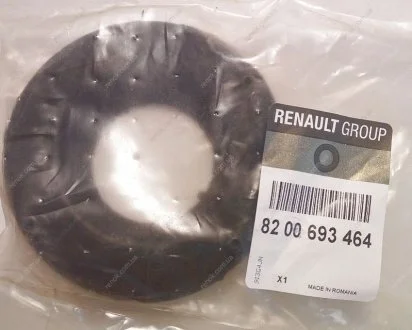 RENAULT GROUP
82 00 693 464
X1
MADE IN ROMANIA